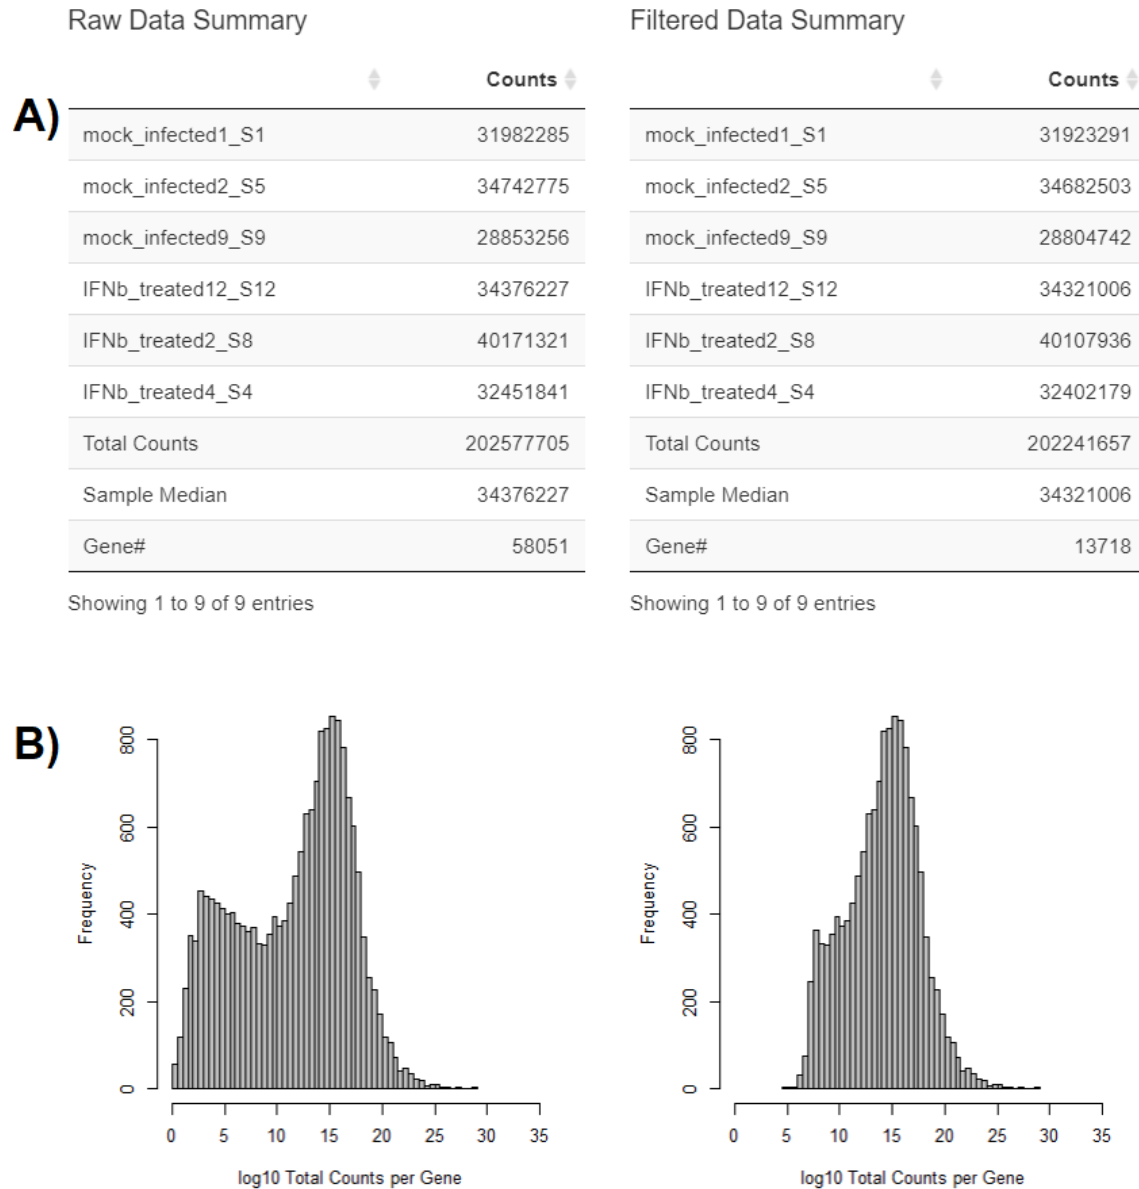 Raw Data Summary Filtered Data Summary
Counts Counts
A)
mock_infected1_S1 31982285 mock_infected1_S1 31923291
mock_infected2_S5 34742775 mock_infected2_S5 34682503
mock_infected9_S9 28853256 mock_infected9_S9 28804742
IFNb_treated12_S12 34376227 IFNb_treated12_S12 34321006
IFNb_treated2_S8 40171321 IFNb_treated2_S8 40107936
IFNb_treated4_S4 32451841 IFNb_treated4_S4 32402179
Total Counts 202577705 Total Counts 202241657
Sample Median 34376227 Sample Median 34321006
Gene# 58051 Gene# 13718
Showing 1 to 9 of 9 entries Showing 1 to 9 of 9 entries
B)
Frequency
0 200 400 600 800
0 5 10 15 20 25 30 35
log10 Total Counts per Gene
Frequency
0 200 400 600 800
0 5 10 15 20 25 30 35
log10 Total Counts per Gene